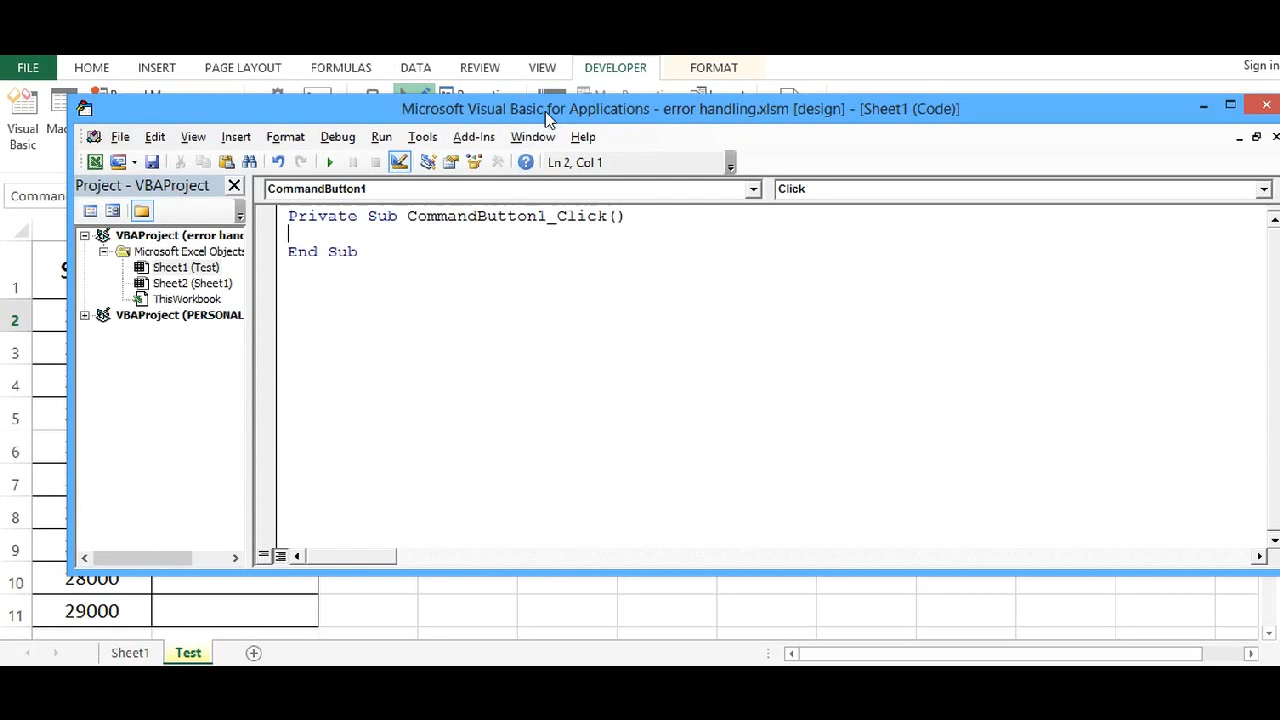 FILE HOME INSERT PAGE LAYOUT FORMULAS DATA REVIEW VIEW DEVELOPER FORMAT Sign in
Microsoft Visual Basic for Applications - error handling.xlsm [design] - [Sheet1 (Code)]
Visual
Basic
File Edit View Insert Format Debug Run Tools Add-Ins Window Help
Ln 2, Col 1
Project - VBAProject
CommandButton1 Click
Private Sub CommandButton1_Click()
End Sub
VBAProject (error hand
Microsoft Excel Objects
Sheet1 (Test)
Sheet2 (Sheet1)
ThisWorkbook
VBAProject (PERSONAL
Comman
1
2
3
4
5
6
7
8
9
10 28000
11 29000
Sheet1 Test